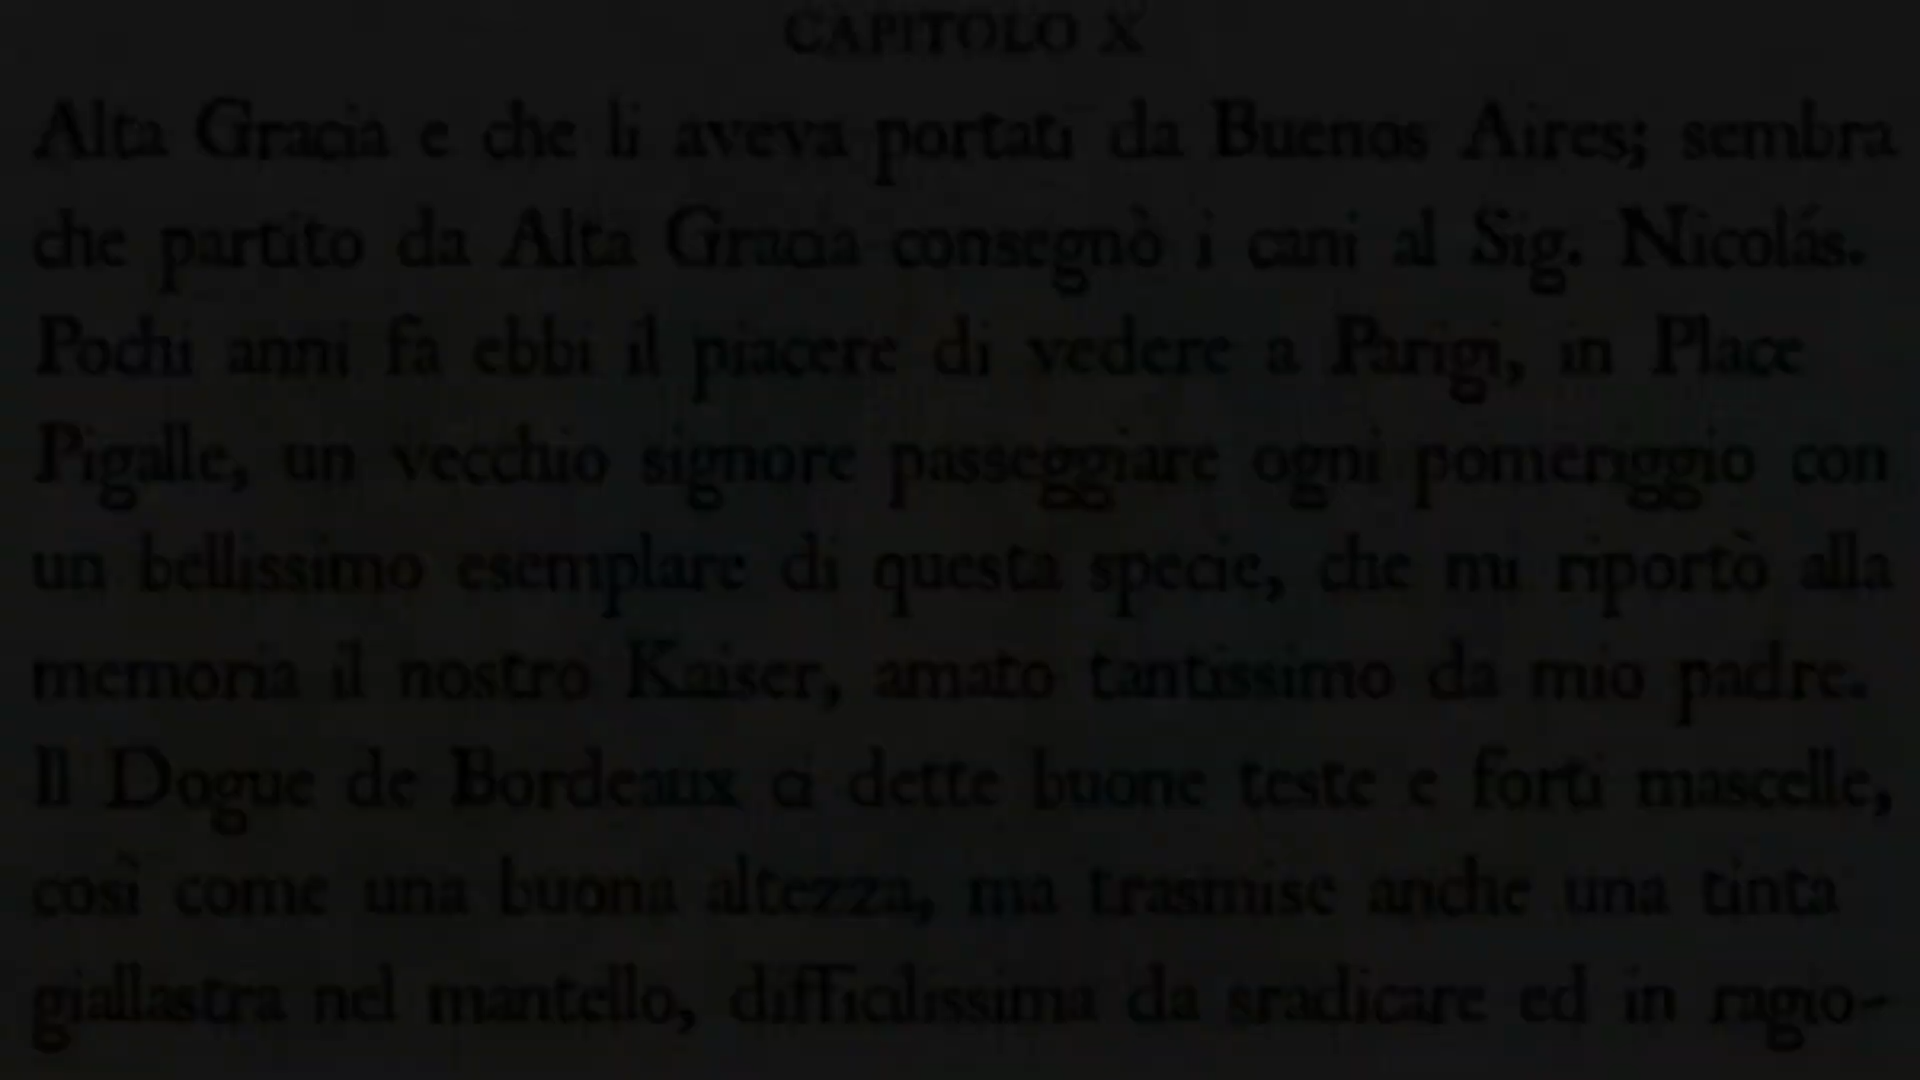 CAPITOLO X
Alta Gracia e che li aveva portati da Buenos Aires; sembra
che partito da Alta Gracia consegnò i cani al Sig. Nicolás.
Pochi anni fa ebbi il piacere di vedere a Parigi, in Place
Pigalle, un vecchio signore passeggiare ogni pomeriggio con
un bellissimo esemplare di questa specie, che mi riportò alla
memoria il nostro Kaiser, amato tantissimo da mio padre.
Il Dogue de Bordeaux ci dette buone teste e forti mascelle,
così come una buona altezza, ma trasmise anche una tinta
giallastra nel mantello, difficilissima da sradicare ed in ragio-